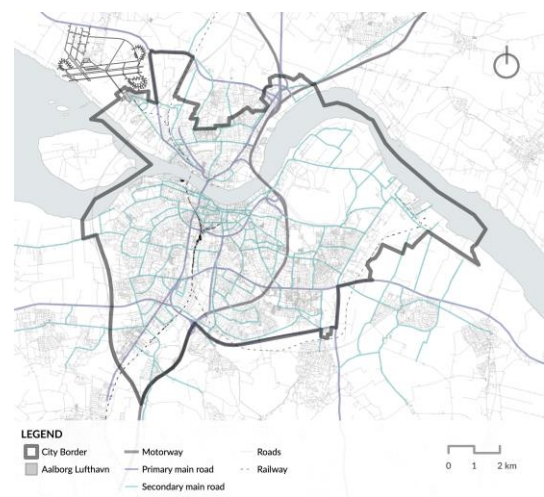 LEGEND
City Border Motorway Roads
Aalborg Lufthavn Primary main road Railway
Secondary main road
0 1 2 km